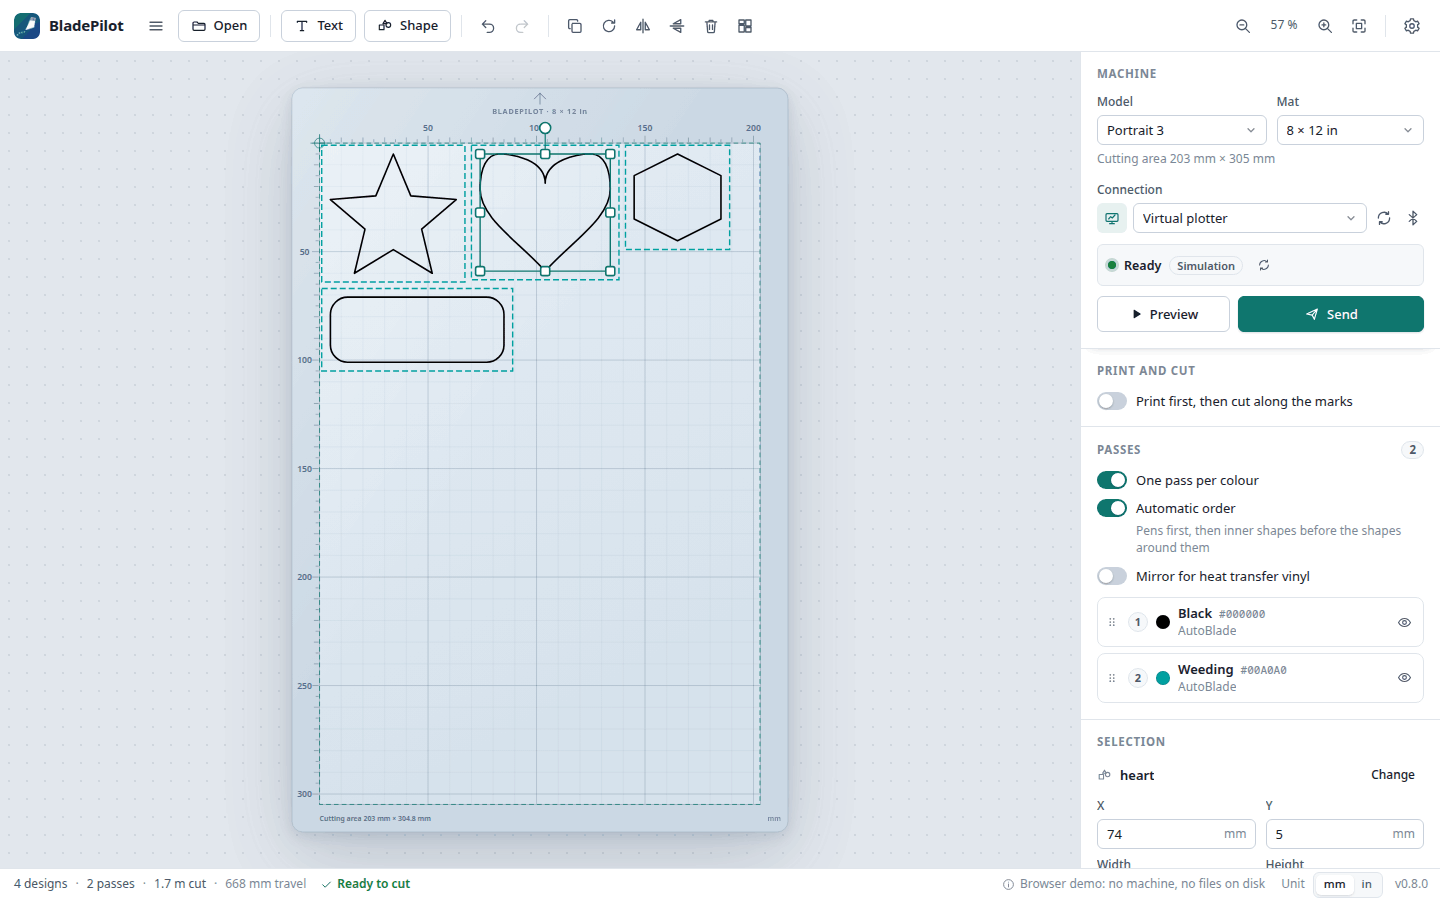 BladePilot
Open
Text
Shape
57 %
BLADEPILOT · 8 × 12 in
50
10
150
200
50
100
150
200
250
300
Cutting area 203 mm × 304.8 mm
mm
MACHINE
Model
Mat
Portrait 3
8 × 12 in
Cutting area 203 mm × 305 mm
Connection
Virtual plotter
Ready
Simulation
Preview
Send
PRINT AND CUT
Print first, then cut along the marks
PASSES
2
One pass per colour
Automatic order
Pens first, then inner shapes before the shapes
around them
Mirror for heat transfer vinyl
1
Black #000000
AutoBlade
2
Weeding #00A0A0
AutoBlade
SELECTION
heart
Change
X
Y
74 mm
5 mm
Width
Height
4 designs · 2 passes · 1.7 m cut · 668 mm travel
Ready to cut
Browser demo: no machine, no files on disk
Unit
mm
in
v0.8.0